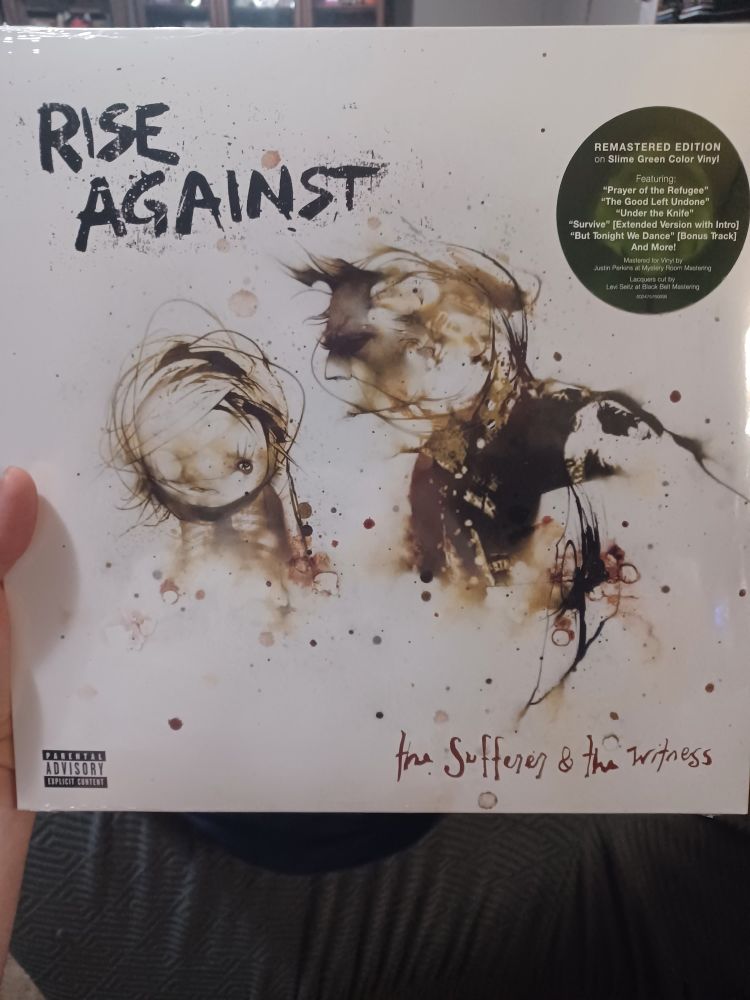 RISE
AGAINST
REMASTERED EDITION
on Slime Green Color Vinyl
Featuring:
“Prayer of the Refugee”
“The Good Left Undone”
“Under the Knife”
“Survive” [Extended Version with Intro]
“But Tonight We Dance” [Bonus Track]
And More!
Mastered for Vinyl by
Justin Perkins at Mystery Room Mastering
Lacquers cut by
Levi Seitz at Black Belt Mastering
PARENTAL
ADVISORY
EXPLICIT CONTENT
the Sufferer & the Witness